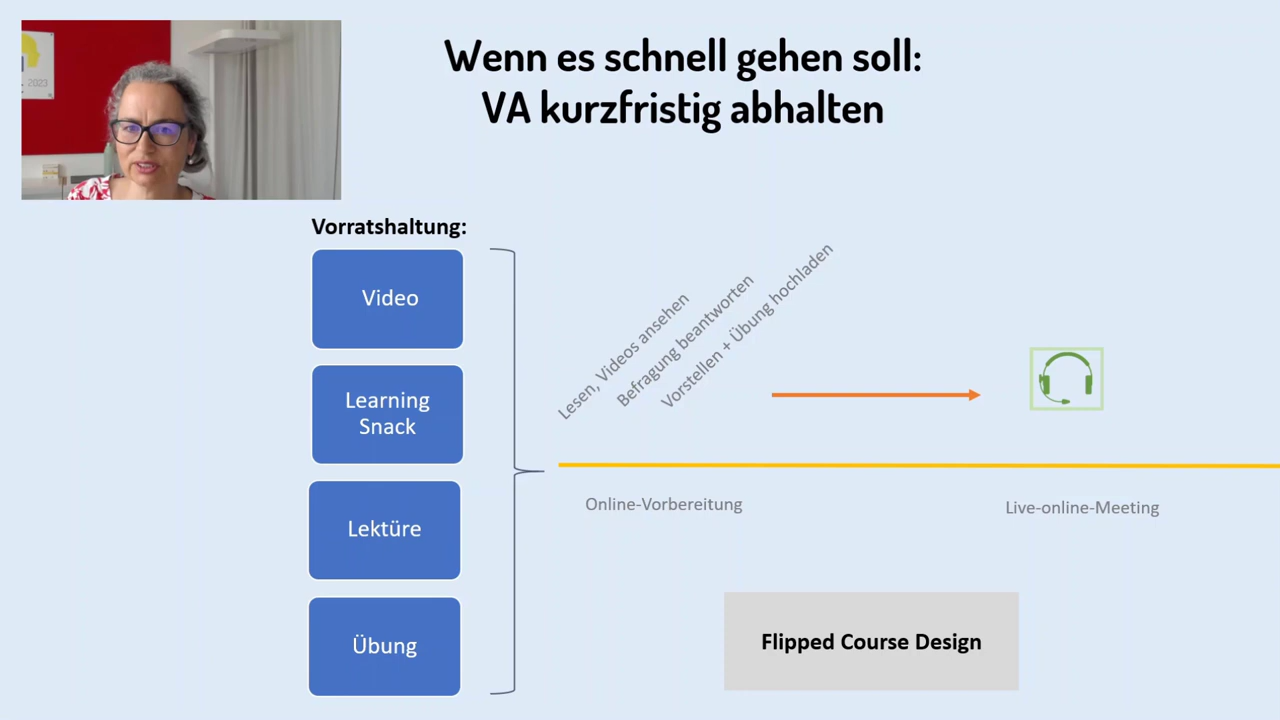 2023
Wenn es schnell gehen soll:
VA kurzfristig abhalten
Vorratshaltung:
Video
Learning
Snack
Lektüre
Übung
Lesen, Videos ansehen
Befragung beantworten
Vorstellen + Übung hochladen
Online-Vorbereitung
Live-online-Meeting
Flipped Course Design